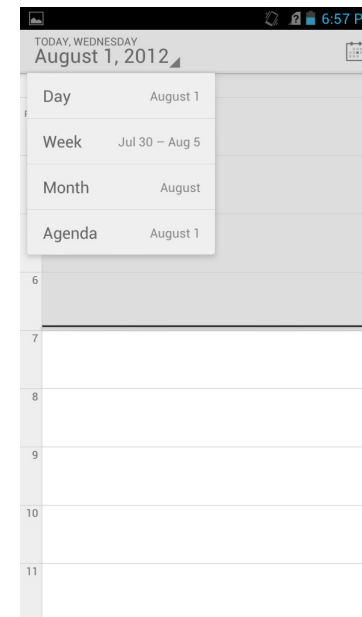 6:57 P
TODAY, WEDNESDAY
August 1, 2012
Day August 1
Week Jul 30 – Aug 5
Month August
Agenda August 1
6
7
8
9
10
11